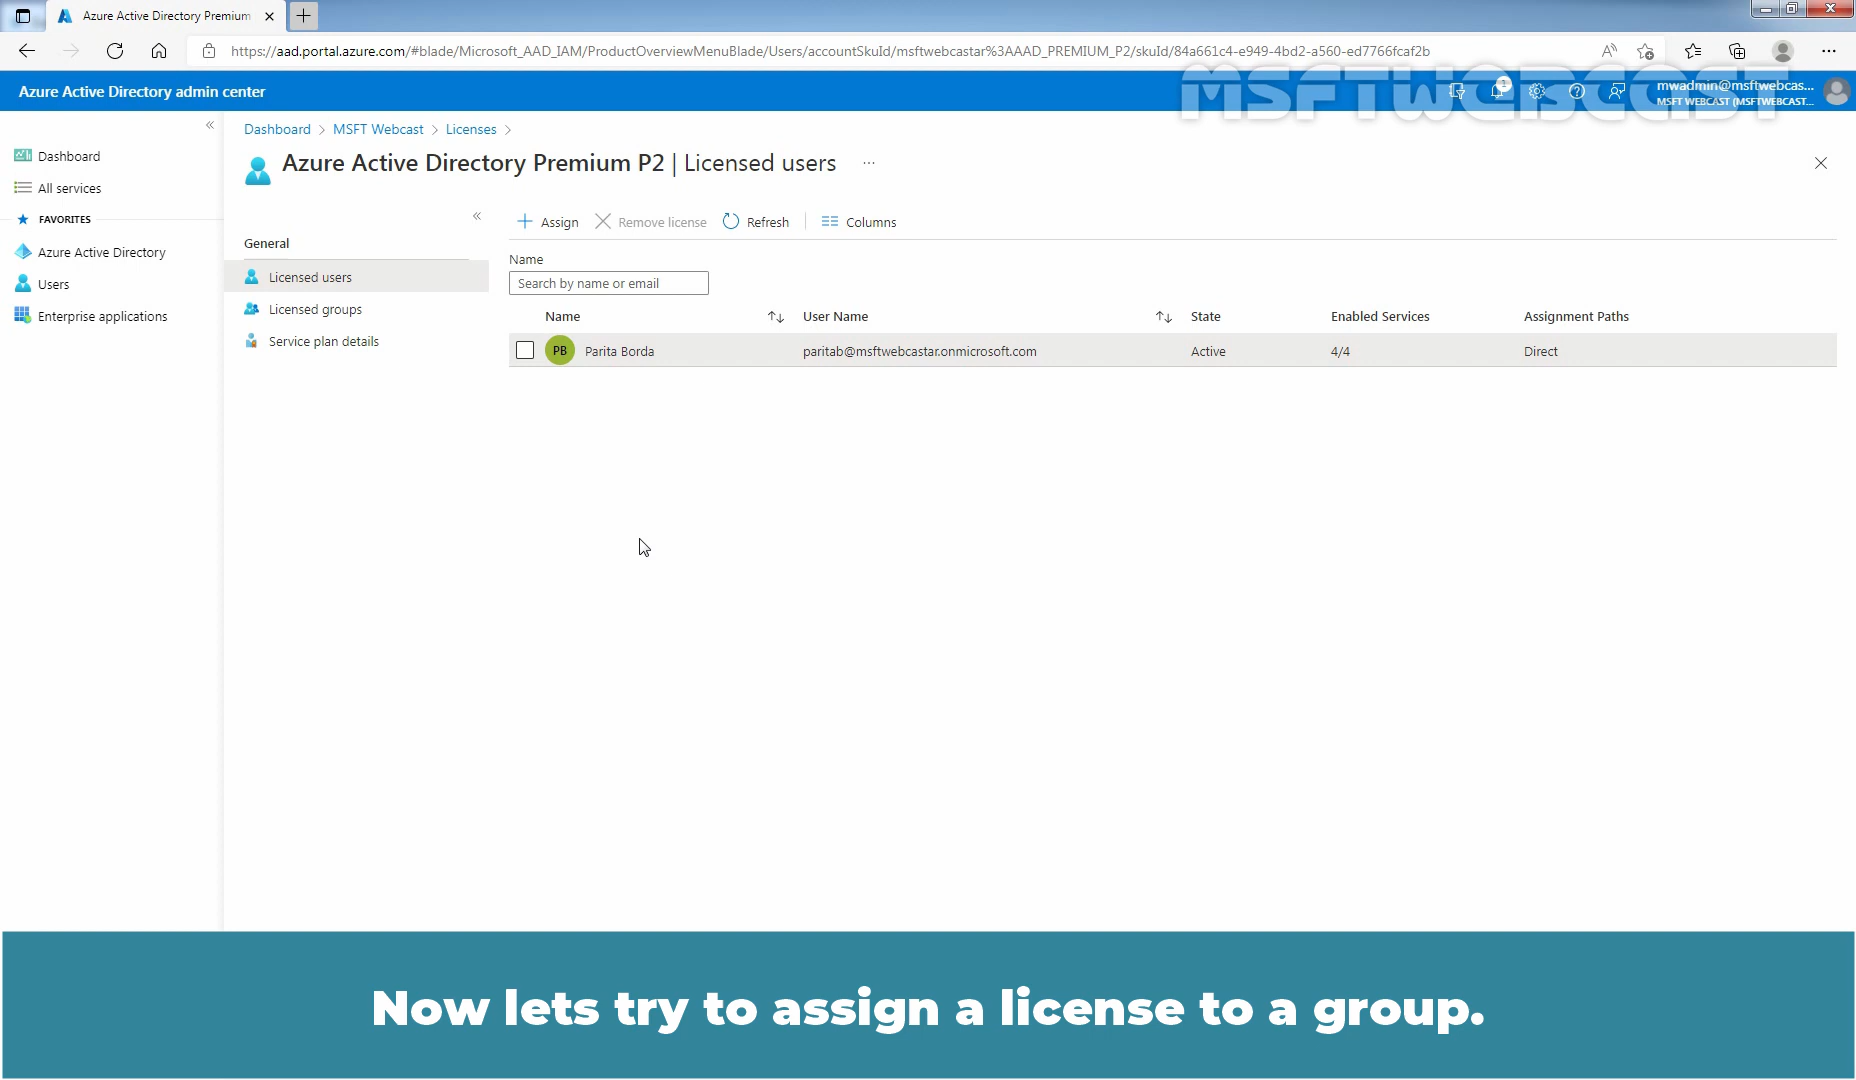 Azure Active Directory Premium
https://aad.portal.azure.com/#blade/Microsoft_AAD_IAM/ProductOverviewMenuBlade/Users/accountSkuId/msftwebcastar%3AAAD_PREMIUM_P2/skuId/84a661c4-e949-4bd2-a560-ed7766fcaf2b
MSFTWEBCAST
Azure Active Directory admin center
1
mwadmin@msftwebcas...
MSFT WEBCAST (MSFTWEBCAST...
Dashboard > MSFT Webcast > Licenses >
Azure Active Directory Premium P2 | Licensed users ...
Dashboard
All services
FAVORITES
Azure Active Directory
Users
Enterprise applications
General
Licensed users
Licensed groups
Service plan details
Assign Remove license Refresh Columns
Name
Search by name or email
Name User Name State Enabled Services Assignment Paths
PB Parita Borda paritab@msftwebcastar.onmicrosoft.com Active 4/4 Direct
Now lets try to assign a license to a group.